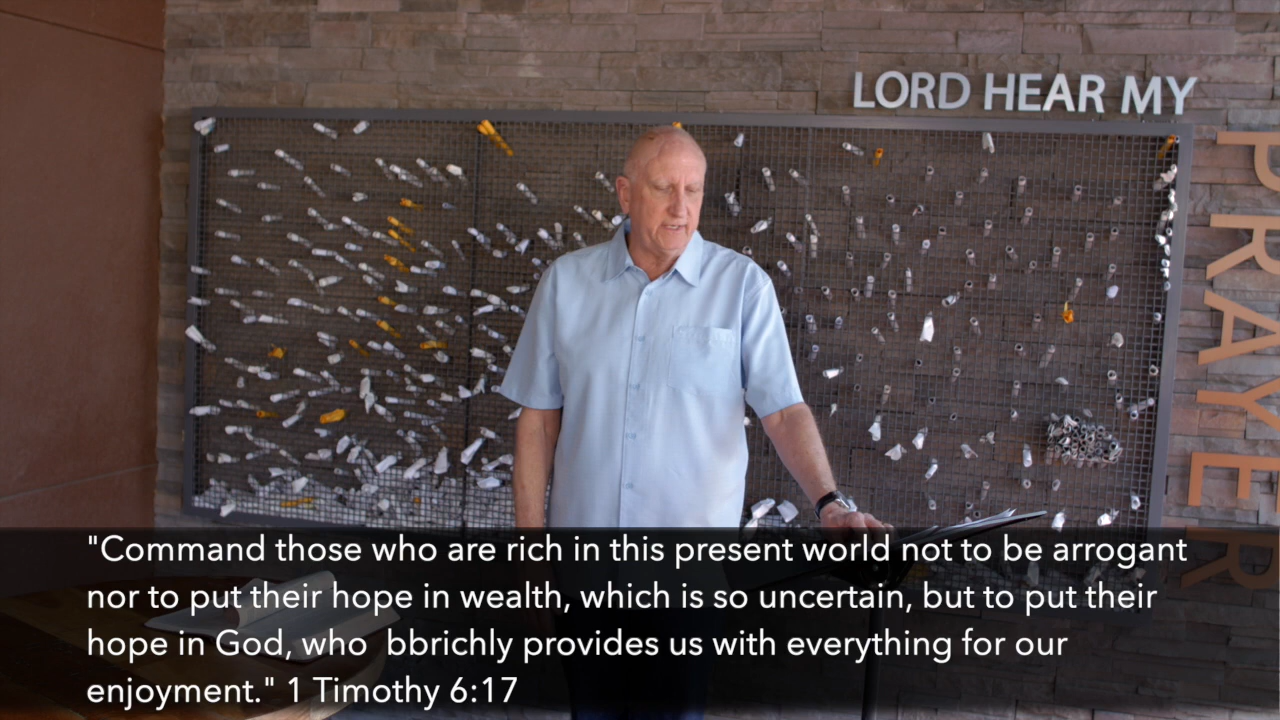 LORD HEAR MY
PRAYER
"Command those who are rich in this present world not to be arrogant
nor to put their hope in wealth, which is so uncertain, but to put their
hope in God, who  bbrichly provides us with everything for our
enjoyment." 1 Timothy 6:17